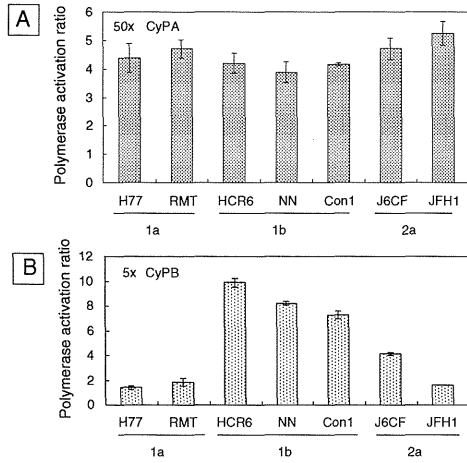 A
50x CyPA
Polymerase activation ratio
6
5
4
3
2
1
0
H77 RMT HCR6 NN Con1 J6CF JFH1
1a 1b 2a
B
5x CyPB
Polymerase activation ratio
12
10
8
6
4
2
0
H77 RMT HCR6 NN Con1 J6CF JFH1
1a 1b 2a